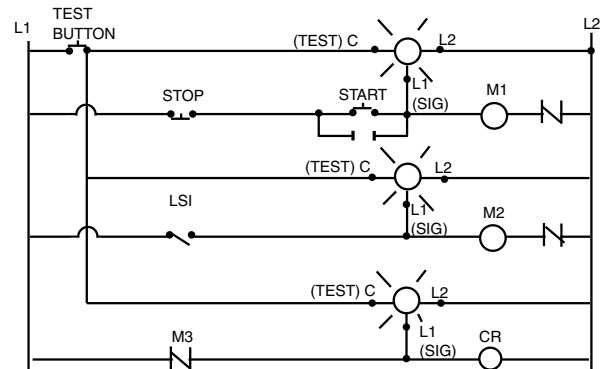 TEST
BUTTON
L1
L2
(TEST) C
L2
L1
(SIG)
STOP
START
M1
(TEST) C
L2
LSI
L1
(SIG)
M2
(TEST) C
L2
L1
(SIG)
M3
CR